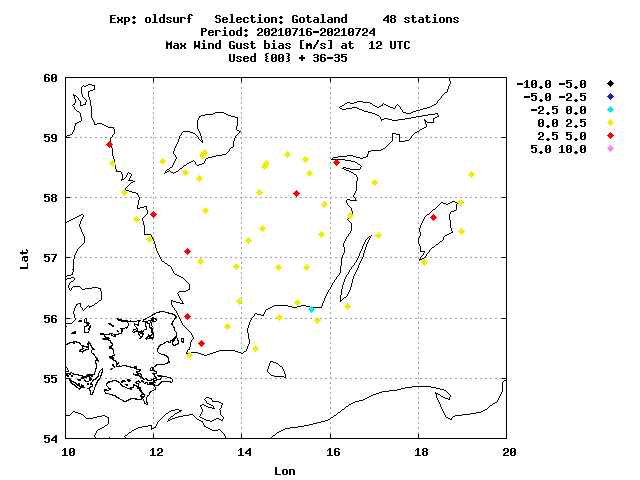 Exp: oldsurf   Selection: Gotaland     48 stations
Period: 20210716-20210724
Max Wind Gust bias [m/s] at  12 UTC
Used {00} + 36-35
-10.0 -5.0
-5.0 -2.5
-2.5 0.0
0.0 2.5
2.5 5.0
5.0 10.0
60
59
58
57
56
55
54
Lat
10 12 14 16 18 20
Lon